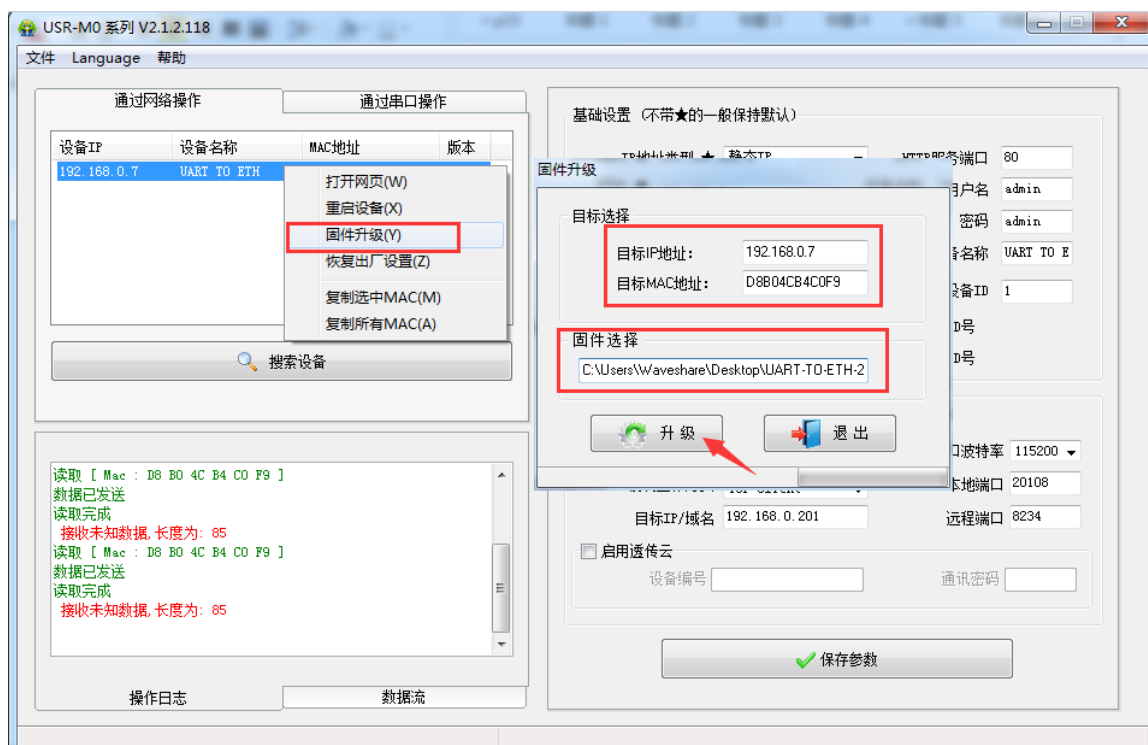 USR-M0 系列 V2.1.2.118
文件 Language 帮助
通过网络操作 通过串口操作
设备IP 设备名称 MAC地址 版本
192.168.0.7 UART TO ETH
打开网页(W)
重启设备(X)
固件升级(Y)
恢复出厂设置(Z)
复制选中MAC(M)
复制所有MAC(A)
搜索设备
读取 [ Mac : D8 B0 4C B4 C0 F9 ]
数据已发送
读取完成
接收未知数据,长度为: 85
读取 [ Mac : D8 B0 4C B4 C0 F9 ]
数据已发送
读取完成
接收未知数据,长度为: 85
操作日志 数据流
基础设置 (不带★的一般保持默认)
IP地址类型 ★ 静态IP
HTTP服务端口 80
用户名 admin
密码 admin
备名称 UART TO E
设备ID 1
ID号
ID号
固件升级
目标选择
目标IP地址: 192.168.0.7
目标MAC地址: D8B04CB4C0F9
固件选择
C:\Users\Waveshare\Desktop\UART-TO-ETH-2
升 级 退 出
口波特率 115200
本地端口 20108
目标IP/域名 192.168.0.201 远程端口 8234
启用透传云
设备编号 通讯密码
保存参数